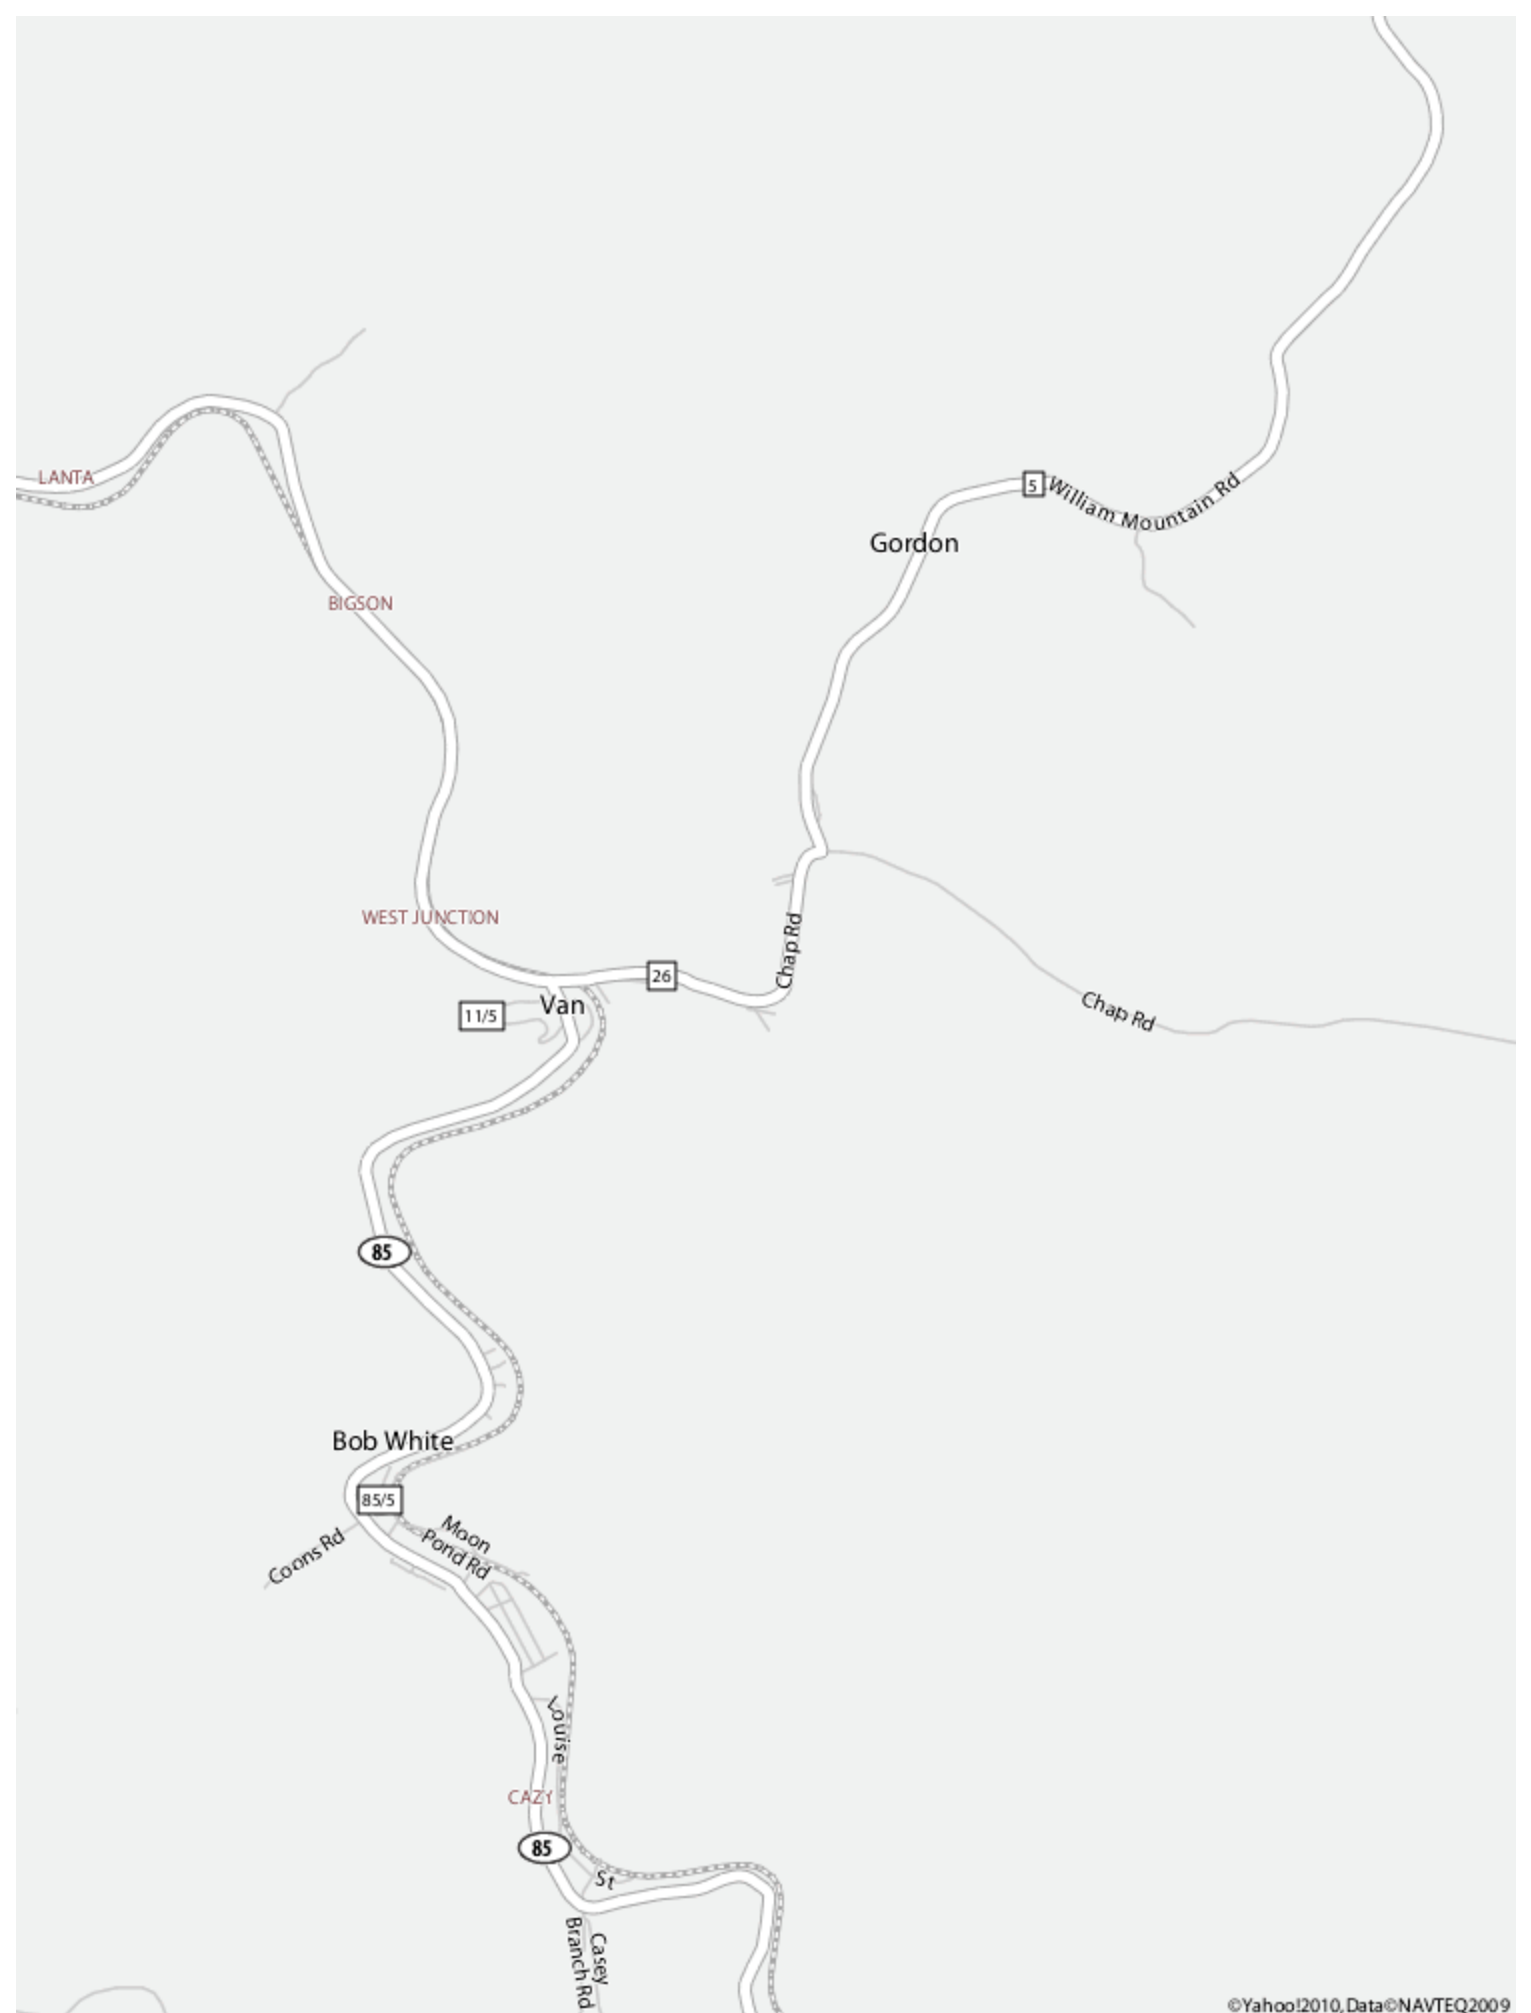 LANTA
5
William Mountain Rd
Gordon
BIGSON
WEST JUNCTION
Chap Rd
26
Van
11/5
Chap Rd
85
Bob White
85/5
Moon
Pond Rd
Coons Rd
Louise
CAZY
85
St
Casey
Branch Rd
©Yahoo!2010,Data©NAVTEQ2009